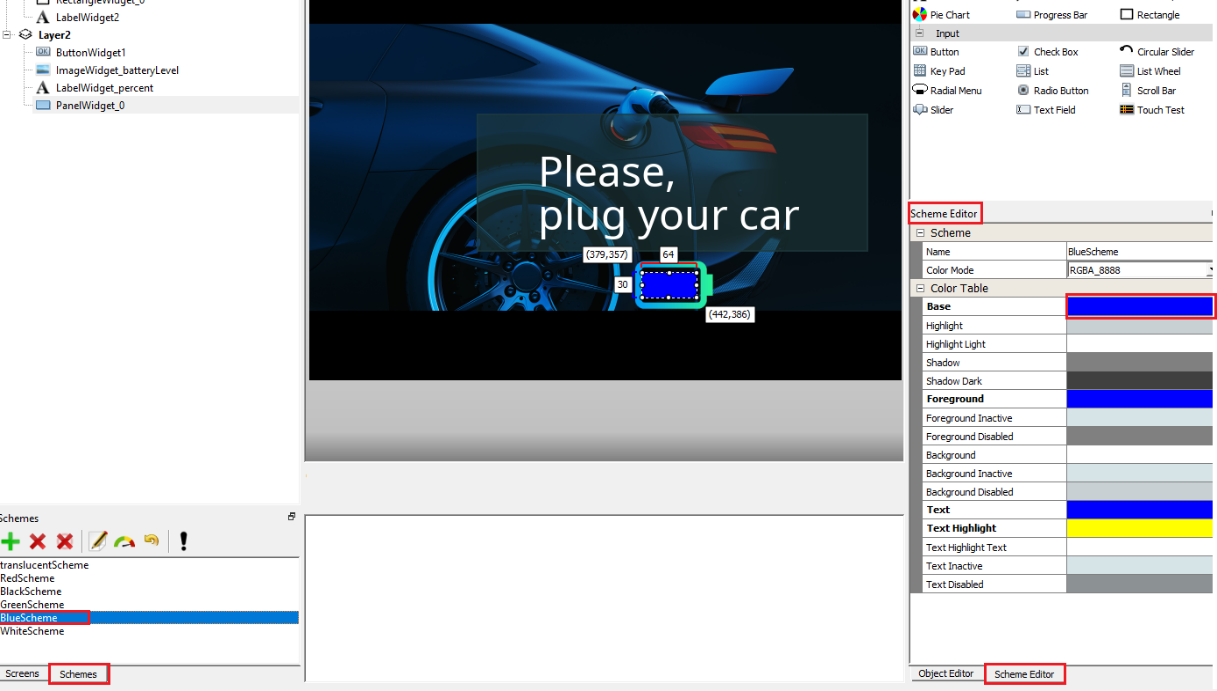 RectangleWidget_0
LabelWidget2
Layer2
ButtonWidget1
ImageWidget_batteryLevel
LabelWidget_percent
PanelWidget_0
Please,
plug your car
(379,357)
64
30
(442,386)
Pie Chart
Progress Bar
Rectangle
Input
Button
Check Box
Circular Slider
Key Pad
List
List Wheel
Radial Menu
Radio Button
Scroll Bar
Slider
Text Field
Touch Test
Scheme Editor
Scheme
Name
BlueScheme
Color Mode
RGBA_8888
Color Table
Base
Highlight
Highlight Light
Shadow
Shadow Dark
Foreground
Foreground Inactive
Foreground Disabled
Background
Background Inactive
Background Disabled
Text
Text Highlight
Text Highlight Text
Text Inactive
Text Disabled
Object Editor
Scheme Editor
Schemes
translucentScheme
RedScheme
BlackScheme
GreenScheme
BlueScheme
WhiteScheme
Screens
Schemes